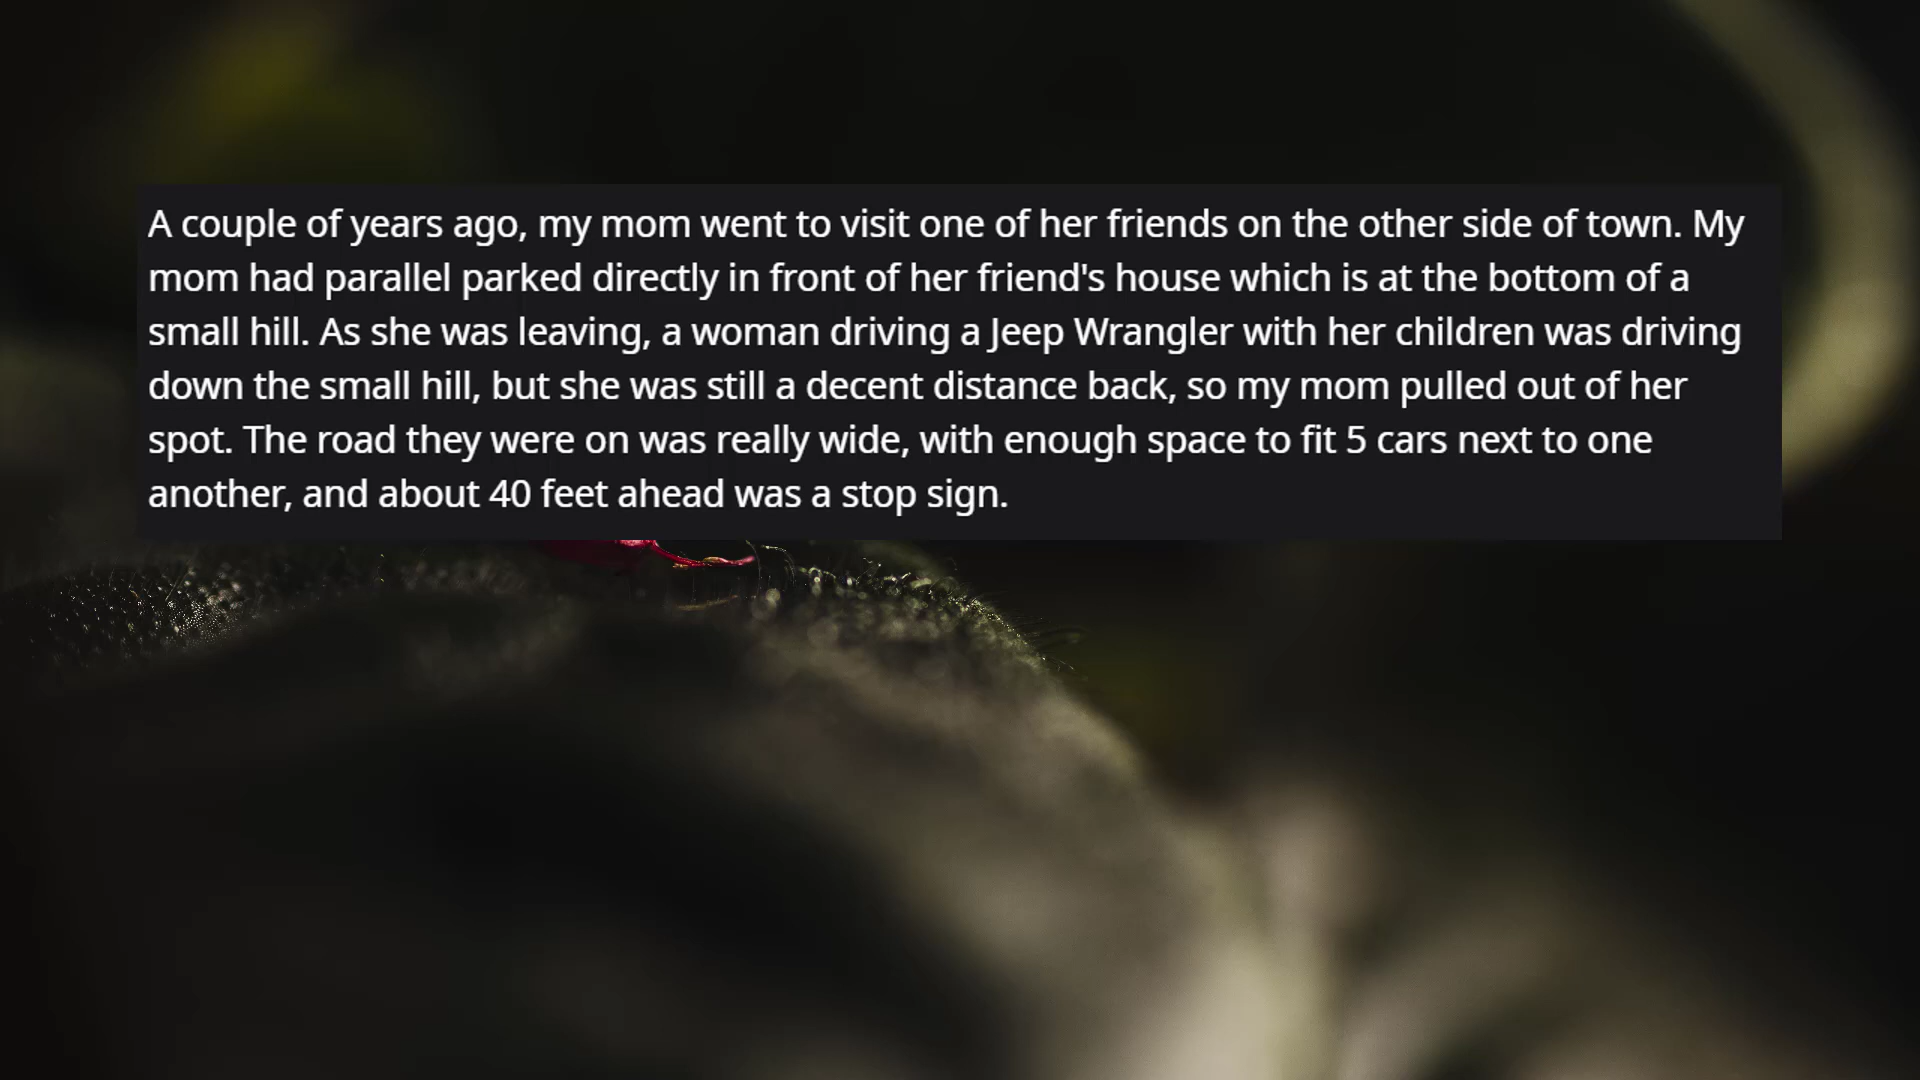 A couple of years ago, my mom went to visit one of her friends on the other side of town. My
mom had parallel parked directly in front of her friend's house which is at the bottom of a
small hill. As she was leaving, a woman driving a Jeep Wrangler with her children was driving
down the small hill, but she was still a decent distance back, so my mom pulled out of her
spot. The road they were on was really wide, with enough space to fit 5 cars next to one
another, and about 40 feet ahead was a stop sign.